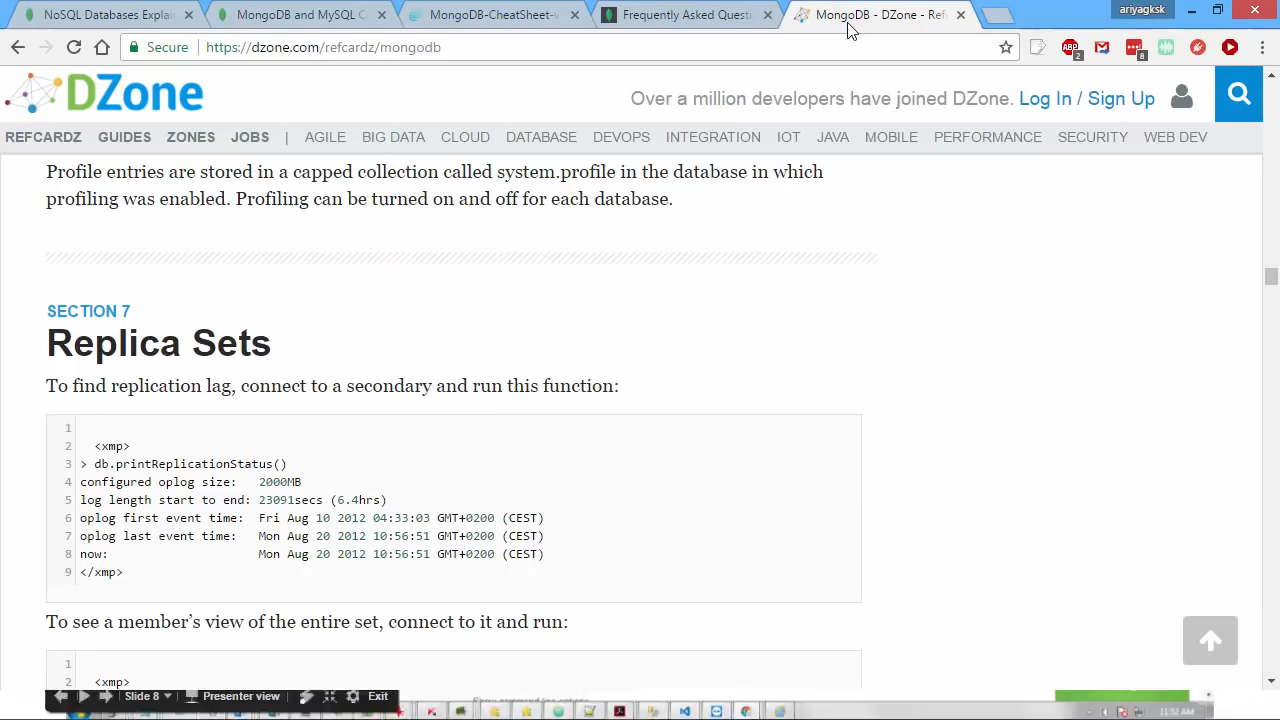 NoSQL Databases Explai
MongoDB and MySQL C
MongoDB-CheatSheet-v
Frequently Asked Questi
MongoDB - DZone - Refc
ariyagksk
Secure
https://dzone.com/refcardz/mongodb
ABP
2
8
DZone
Over a million developers have joined DZone. Log In / Sign Up
REFCARDZ GUIDES ZONES JOBS | AGILE BIG DATA CLOUD DATABASE DEVOPS INTEGRATION IOT JAVA MOBILE PERFORMANCE SECURITY WEB DEV
Profile entries are stored in a capped collection called system.profile in the database in which
profiling was enabled. Profiling can be turned on and off for each database.
SECTION 7
Replica Sets
To find replication lag, connect to a secondary and run this function:
1
2 <xmp>
3 > db.printReplicationStatus()
4 configured oplog size: 2000MB
5 log length start to end: 23091secs (6.4hrs)
6 oplog first event time: Fri Aug 10 2012 04:33:03 GMT+0200 (CEST)
7 oplog last event time: Mon Aug 20 2012 10:56:51 GMT+0200 (CEST)
8 now: Mon Aug 20 2012 10:56:51 GMT+0200 (CEST)
9 </xmp>
To see a member’s view of the entire set, connect to it and run:
1
2 <xmp>
Slide 8
Presenter view
Exit
11:52 AM